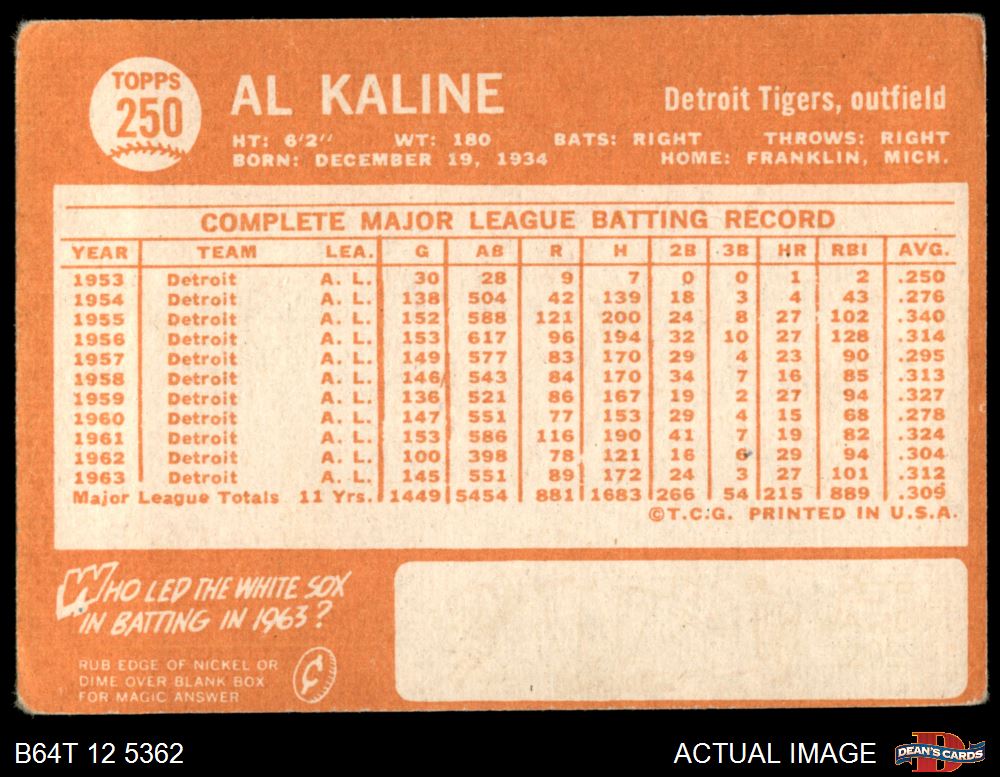 TOPPS
250
AL KALINE
Detroit Tigers, outfield
HT: 6'2" WT: 180 BATS: RIGHT THROWS: RIGHT
BORN: DECEMBER 19, 1934 HOME: FRANKLIN, MICH.
COMPLETE MAJOR LEAGUE BATTING RECORD
YEAR TEAM LEA. G AB R H 2B 3B HR RBI AVG.
1953 Detroit A. L. 30 28 9 7 0 0 1 2 .250
1954 Detroit A. L. 138 504 42 139 18 3 4 43 .276
1955 Detroit A. L. 152 588 121 200 24 8 27 102 .340
1956 Detroit A. L. 153 617 96 194 32 10 27 128 .314
1957 Detroit A. L. 149 577 83 170 29 4 23 90 .295
1958 Detroit A. L. 146 543 84 170 34 7 16 85 .313
1959 Detroit A. L. 136 521 86 167 19 2 27 94 .327
1960 Detroit A. L. 147 551 77 153 29 4 15 68 .278
1961 Detroit A. L. 153 586 116 190 41 7 19 82 .324
1962 Detroit A. L. 100 398 78 121 16 6 29 94 .304
1963 Detroit A. L. 145 551 89 172 24 3 27 101 .312
Major League Totals 11 Yrs. 1449 5454 881 1683 266 54 215 889 .309
©T.C.G. PRINTED IN U.S.A.
WHO LED THE WHITE SOX
IN BATTING IN 1963?
RUB EDGE OF NICKEL OR
DIME OVER BLANK BOX
FOR MAGIC ANSWER
B64T 12 5362
ACTUAL IMAGE
DEAN'S CARDS